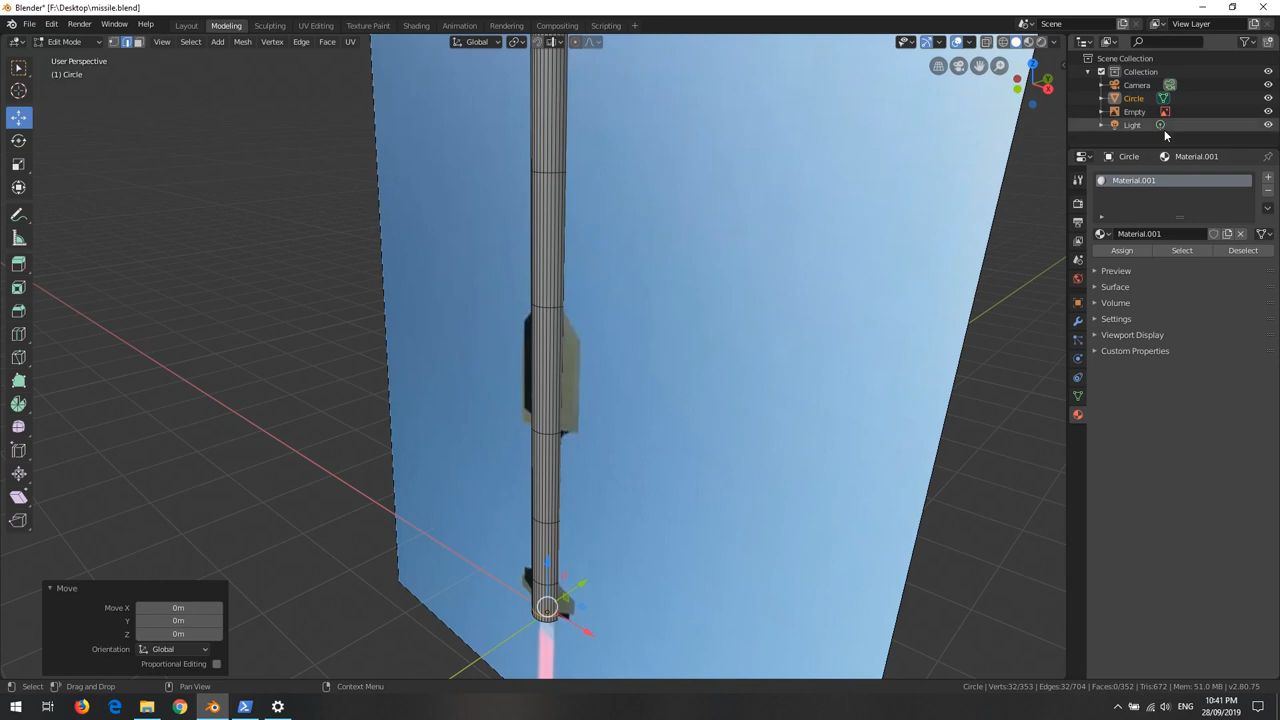 Blender* [F:\Desktop\missile.blend]
File Edit Render Window Help Layout Modeling Sculpting UV Editing Texture Paint Shading Animation Rendering Compositing Scripting + Scene View Layer
Edit Mode View Select Add Mesh Vertex Edge Face UV Global
User Perspective
(1) Circle
Scene Collection
Collection
Camera
Circle
Empty
Light
Circle Material.001
Material.001
Material.001
Assign Select Deselect
Preview
Surface
Volume
Settings
Viewport Display
Custom Properties
Move
Move X 0m
Y 0m
Z 0m
Orientation Global
Proportional Editing
Select Drag and Drop Pan View Context Menu Circle | Verts:32/353 | Edges:32/704 | Faces:0/352 | Tris:672 | Mem: 51.0 MB | v2.80.75
ENG 10:41 PM
28/09/2019